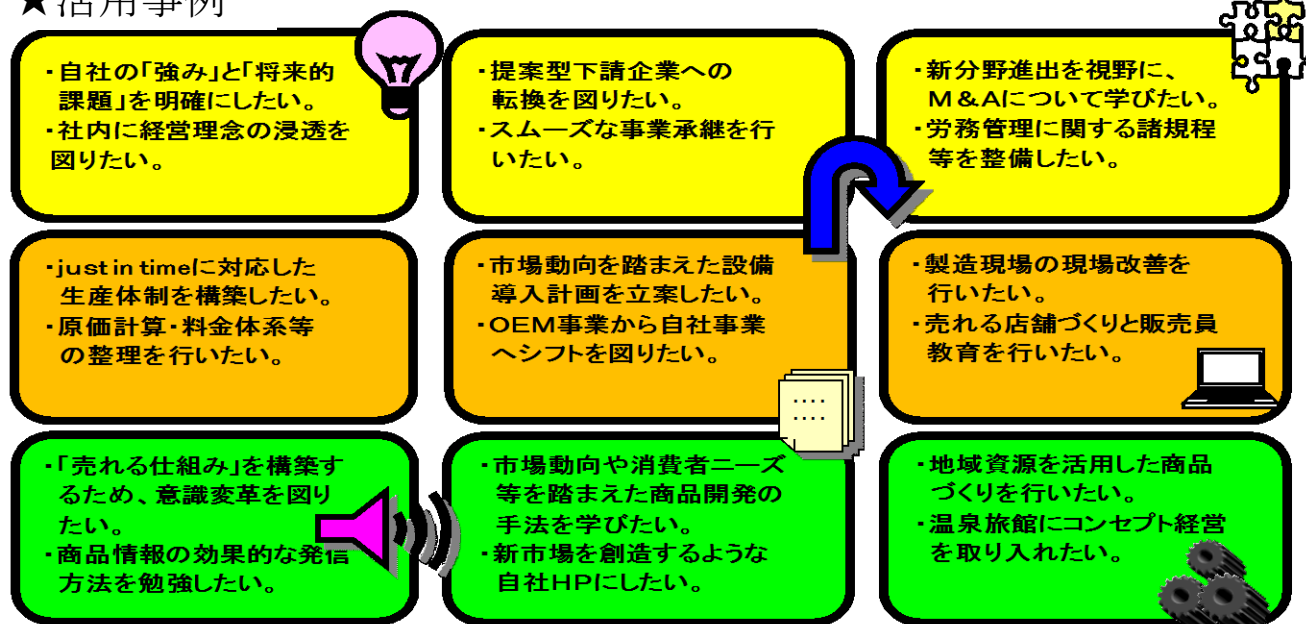 ★活用事例
・自社の「強み」と「将来的
課題」を明確にしたい。
・社内に経営理念の浸透を
図りたい。
・提案型下請企業への
転換を図りたい。
・スムーズな事業承継を行
いたい。
・新分野進出を視野に、
M&Aについて学びたい。
・労務管理に関する諸規程
等を整備したい。
・just in timeに対応した
生産体制を構築したい。
・原価計算・料金体系等
の整理を行いたい。
・市場動向を踏まえた設備
導入計画を立案したい。
・OEM事業から自社事業
へシフトを図りたい。
・製造現場の現場改善を
行いたい。
・売れる店舗づくりと販売員
教育を行いたい。
・「売れる仕組み」を構築す
るため、意識変革を図り
たい。
・商品情報の効果的な発信
方法を勉強したい。
・市場動向や消費者ニーズ
等を踏まえた商品開発の
手法を学びたい。
・新市場を創造するような
自社HPにしたい。
・地域資源を活用した商品
づくりを行いたい。
・温泉旅館にコンセプト経営
を取り入れたい。